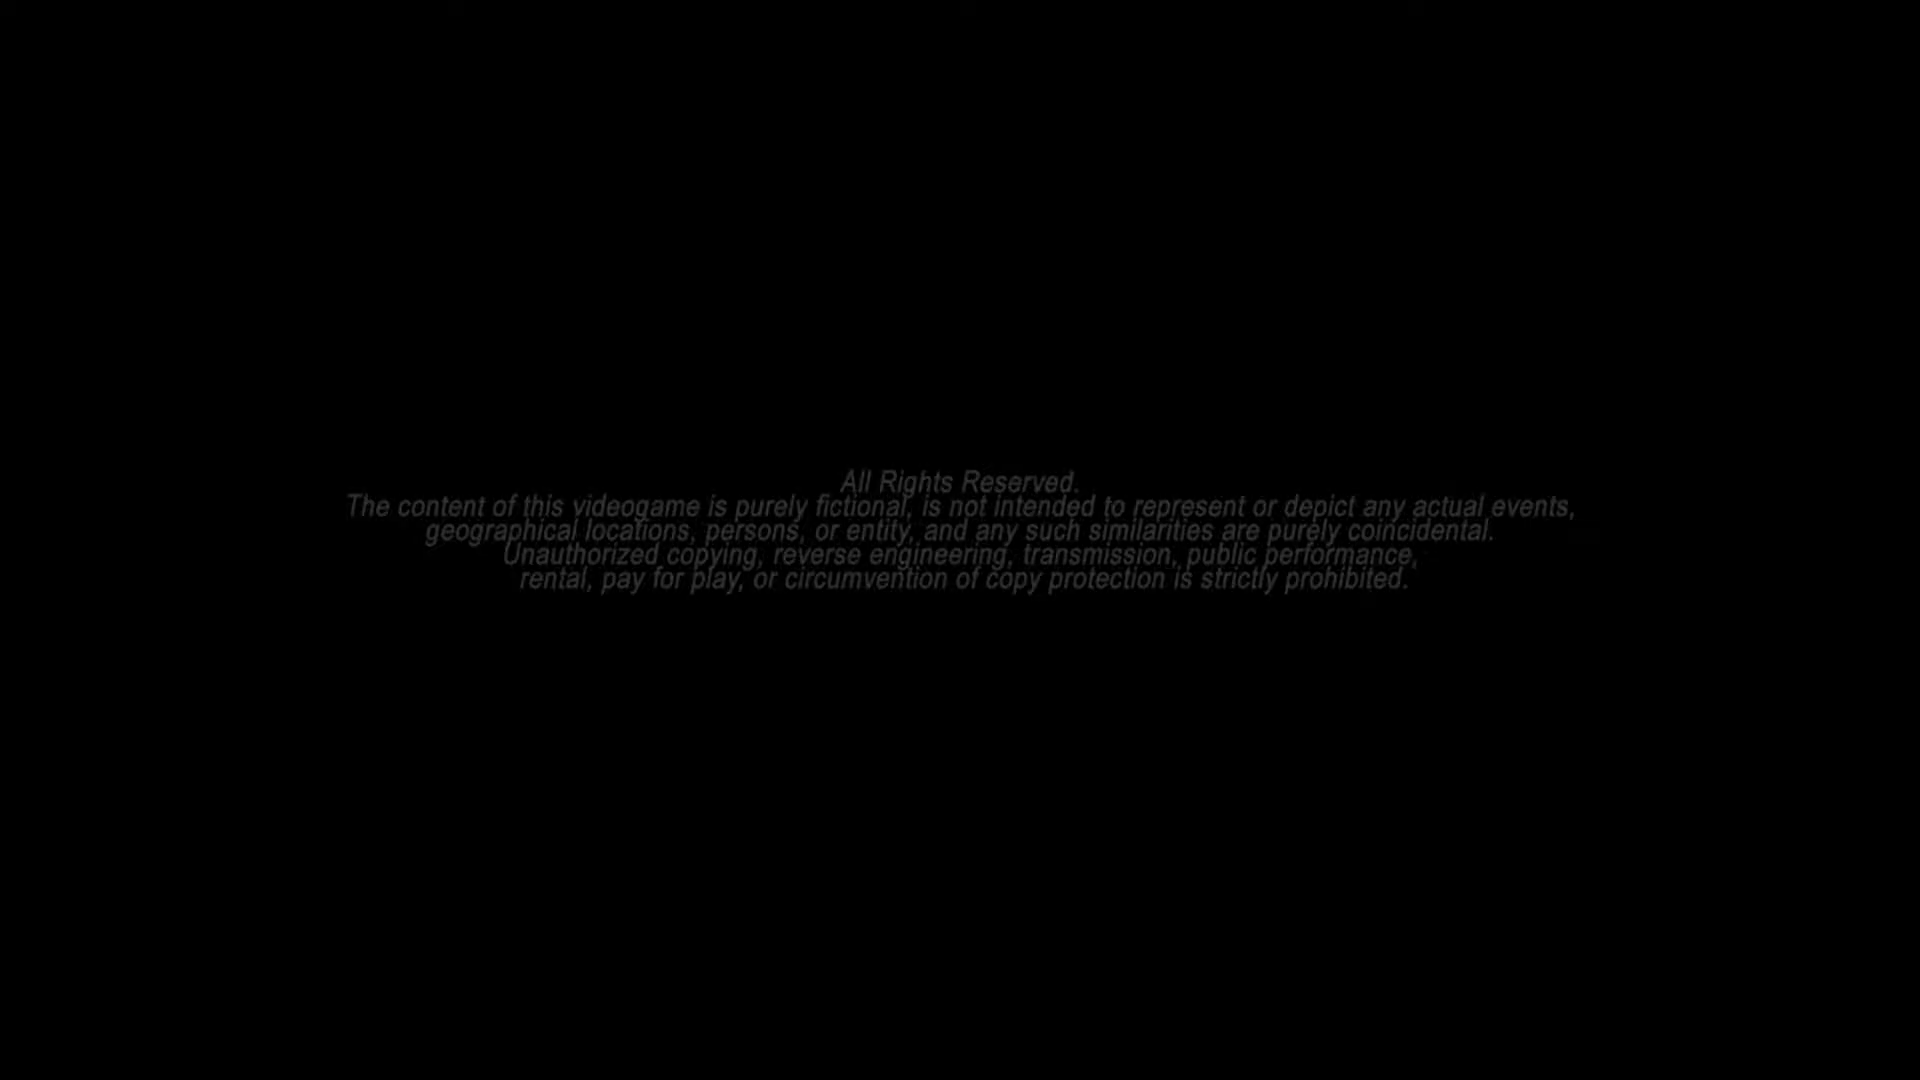 All Rights Reserved.
The content of this videogame is purely fictional, is not intended to represent or depict any actual events,
geographical locations, persons, or entity, and any such similarities are purely coincidental.
Unauthorized copying, reverse engineering, transmission, public performance,
rental, pay for play, or circumvention of copy protection is strictly prohibited.